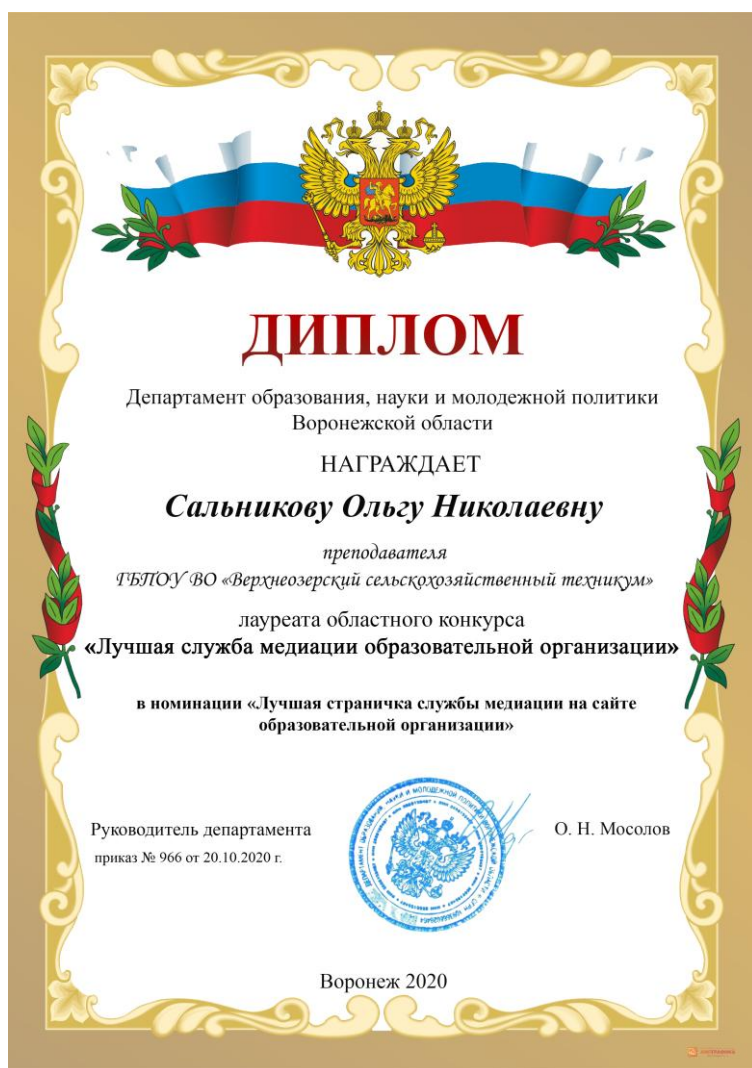 ДИПЛОМ
Департамент образования, науки и молодежной политики
Воронежской области
НАГРАЖДАЕТ
Сальникову Ольгу Николаевну
преподавателя
ГБПОУ ВО «Верхнеозерский сельскохозяйственный техникум»
лауреата областного конкурса
«Лучшая служба медиации образовательной организации»
в номинации «Лучшая страничка службы медиации на сайте
образовательной организации»
Руководитель департамента
О. Н. Мосолов
приказ № 966 от 20.10.2020 г.
Воронеж 2020